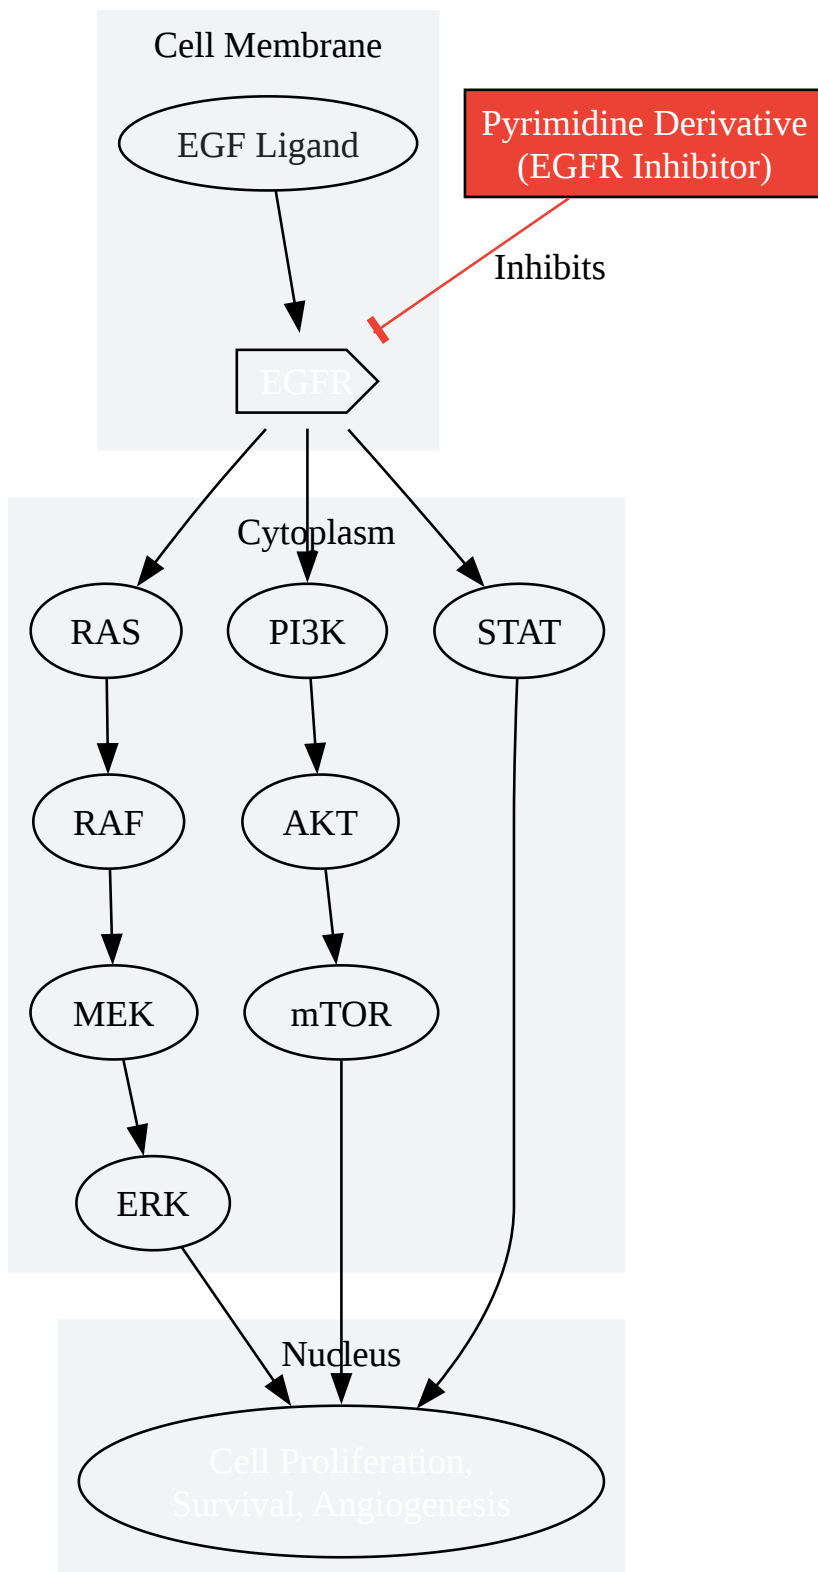 Cell Membrane
EGF Ligand
Pyrimidine Derivative
(EGFR Inhibitor)
Inhibits
EGFR
Cytoplasm
RAS
PI3K
STAT
RAF
AKT
MEK
mTOR
ERK
Nucleus
Cell Proliferation,
Survival, Angiogenesis